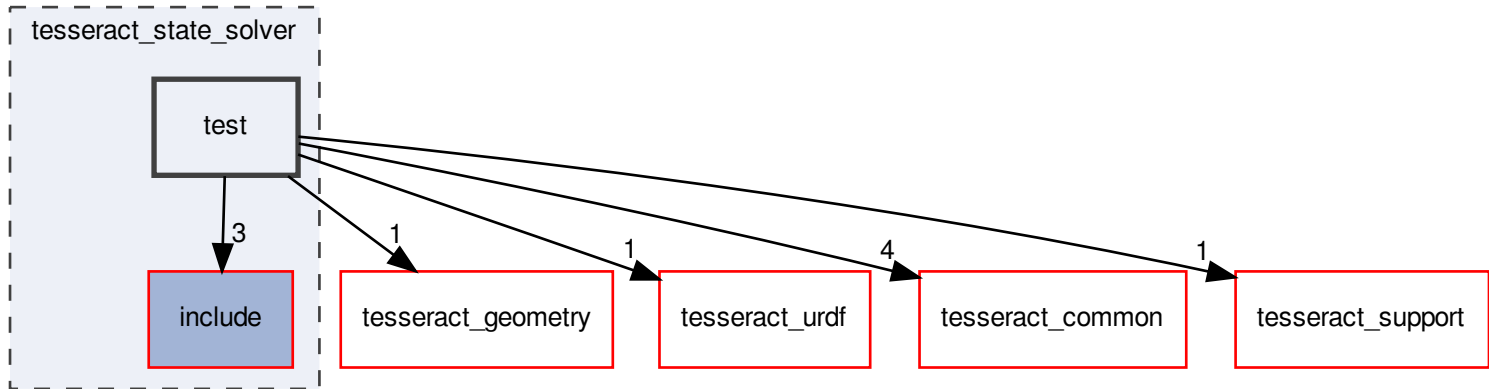 tesseract_state_solver
test
3
1
1
4
1
include
tesseract_geometry
tesseract_urdf
tesseract_common
tesseract_support